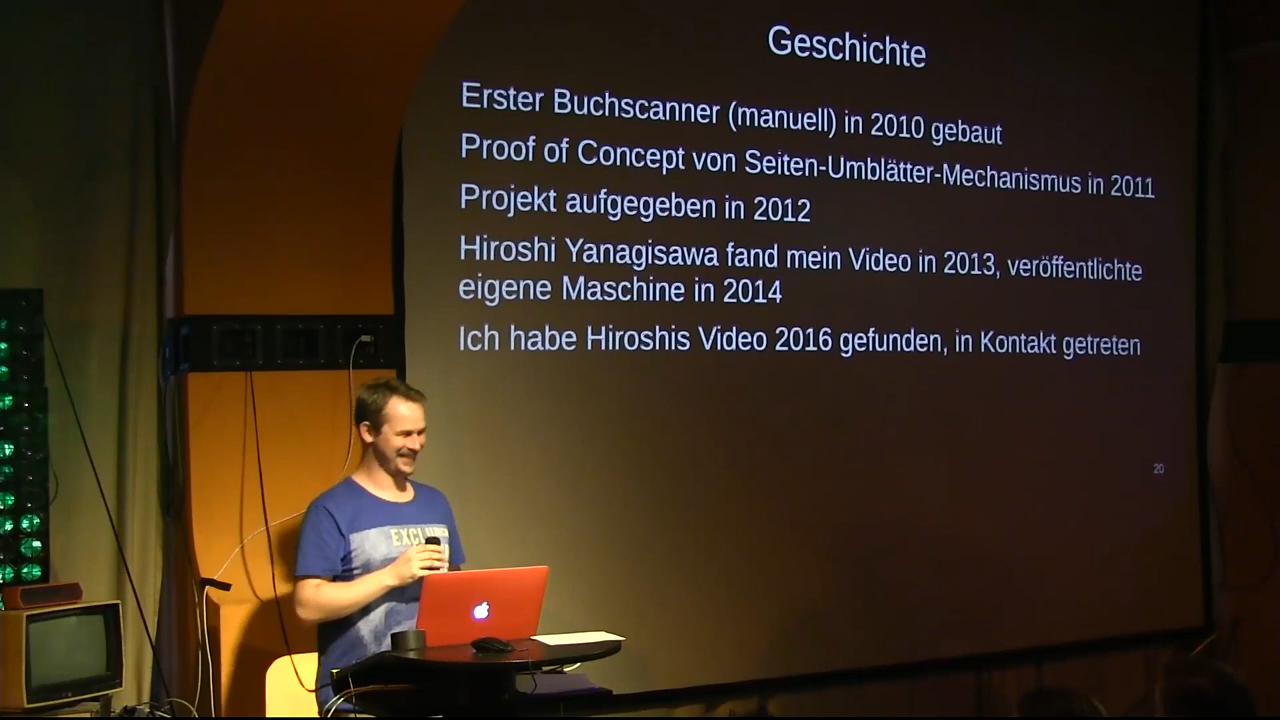 Geschichte
Erster Buchscanner (manuell) in 2010 gebaut
Proof of Concept von Seiten-Umblätter-Mechanismus in 2011
Projekt aufgegeben in 2012
Hiroshi Yanagisawa fand mein Video in 2013, veröffentlichte
eigene Maschine in 2014
Ich habe Hiroshis Video 2016 gefunden, in Kontakt getreten
20